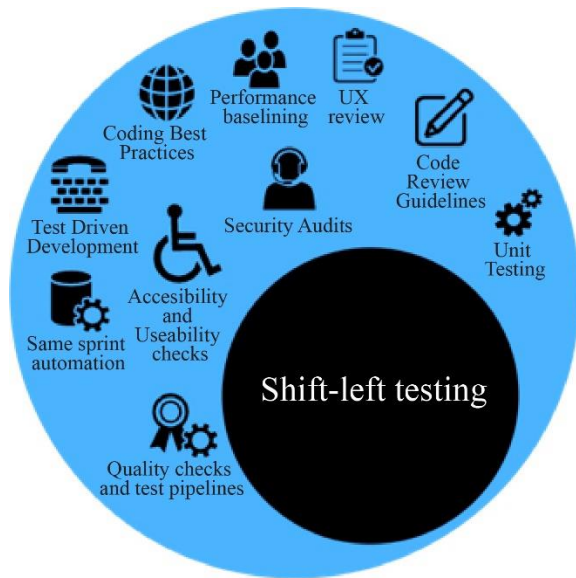 Performance
baselining
UX
review
Coding Best
Practices
Code
Review
Guidelines
Test Driven
Development
Security Audits
Unit
Testing
Accesibility
and
Useability
checks
Same sprint
automation
Shift-left testing
Quality checks
and test pipelines